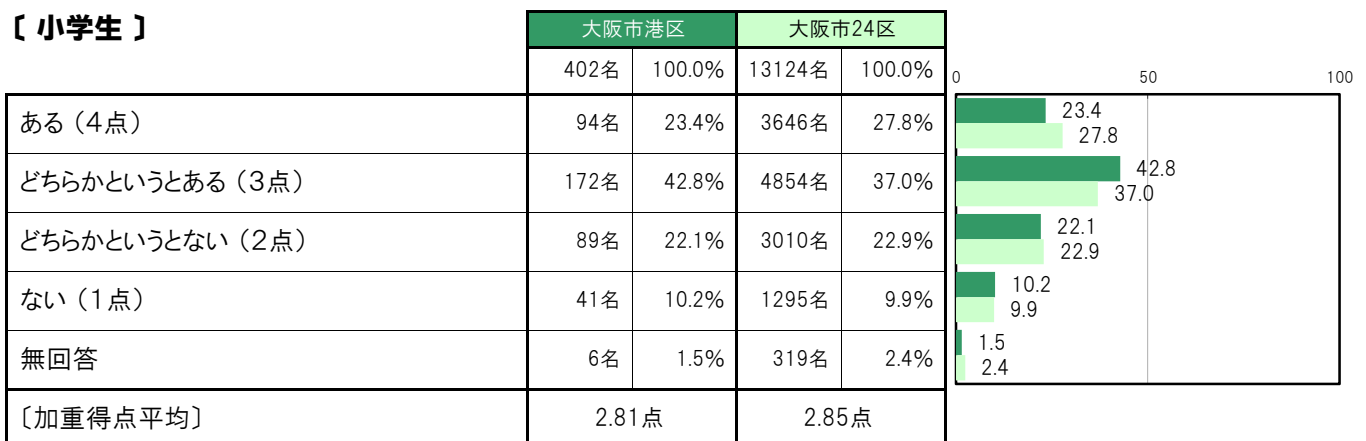 〔 小学生 〕
大阪市港区 大阪市24区
402名 100.0% 13124名 100.0%
0 50 100
ある（4点） 94名 23.4% 3646名 27.8%
23.4
27.8
どちらかというとある（3点） 172名 42.8% 4854名 37.0%
42.8
37.0
どちらかというとない（2点） 89名 22.1% 3010名 22.9%
22.1
22.9
ない（1点） 41名 10.2% 1295名 9.9%
10.2
9.9
無回答 6名 1.5% 319名 2.4%
1.5
2.4
〔加重得点平均〕 2.81点 2.85点